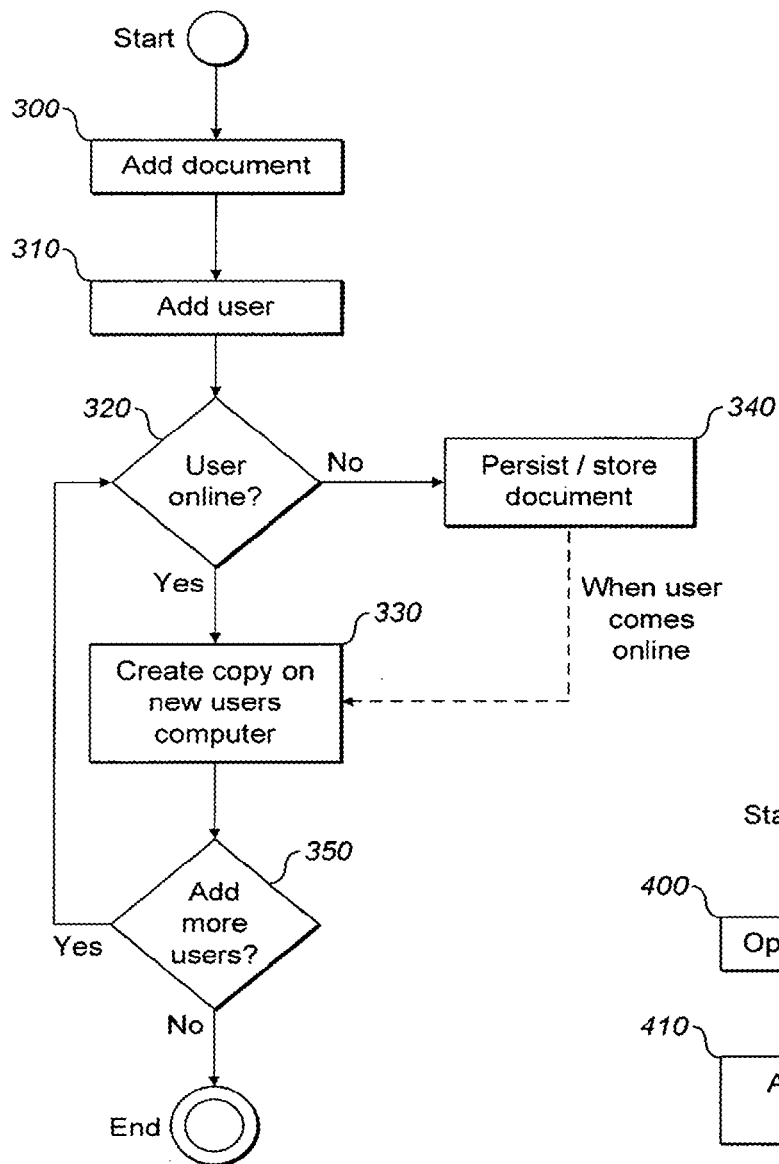 Start
300
Add document
310
Add user
320
User
online?
No
340
Persist / store
document
Yes
When user
comes
online
330
Create copy on
new users
computer
350
Add
more
users?
Yes
No
End
400
410